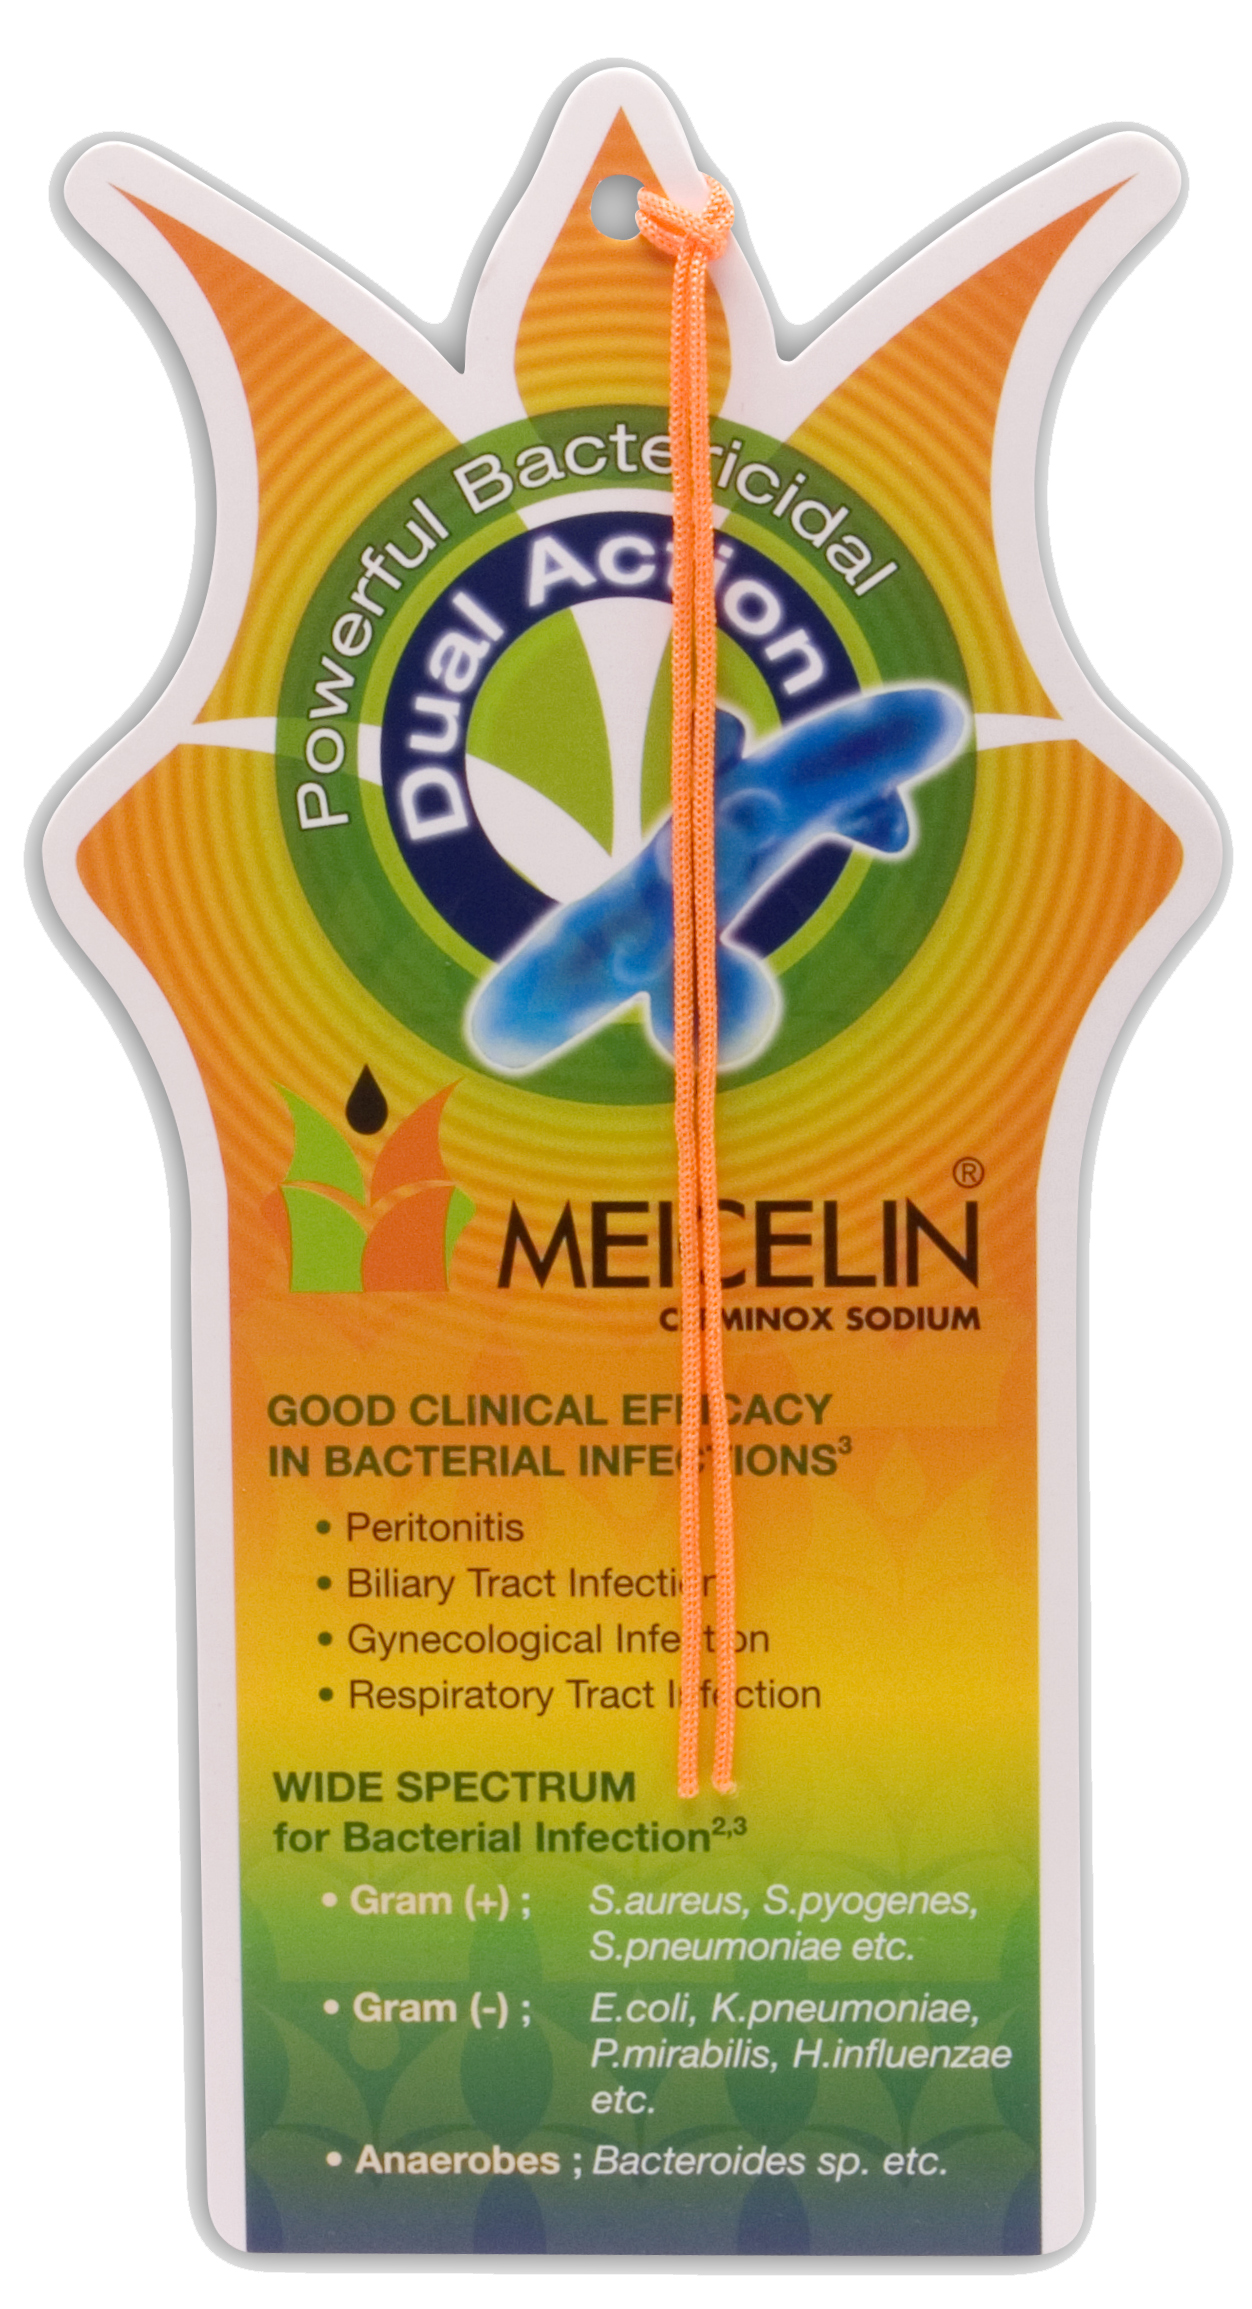 Powerful Bactericidal
Dual Action
MEICELIN®
CEFMINOX SODIUM
GOOD CLINICAL EFFICACY
IN BACTERIAL INFECTIONS³
• Peritonitis
• Biliary Tract Infection
• Gynecological Infection
• Respiratory Tract Infection
WIDE SPECTRUM
for Bacterial Infection²,³
• Gram (+) ; S.aureus, S.pyogenes,
S.pneumoniae etc.
• Gram (-) ; E.coli, K.pneumoniae,
P.mirabilis, H.influenzae
etc.
• Anaerobes ; Bacteroides sp. etc.